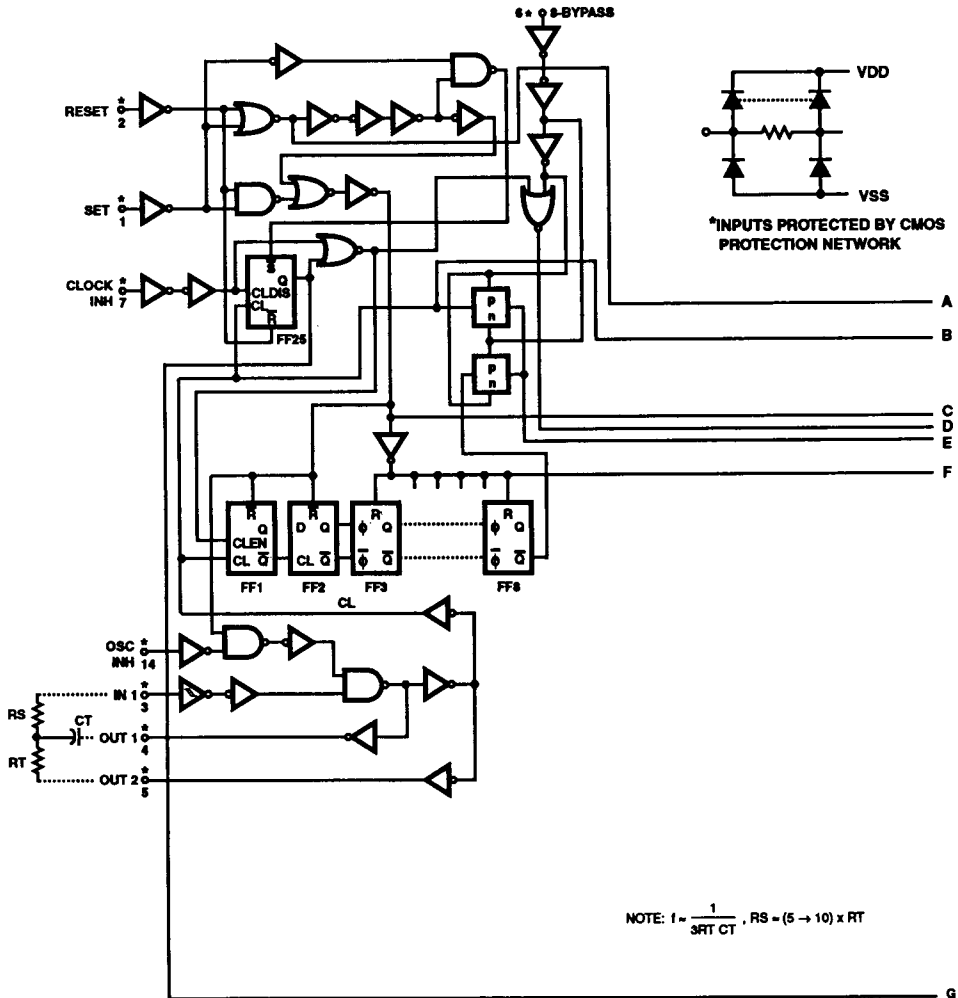 6 * 8-BYPASS
RESET * 2
SET * 1
CLOCK INH * 7
VDD
VSS
*INPUTS PROTECTED BY CMOS
PROTECTION NETWORK
S
Q
CLDIS
CL
R
FF25
p
n
p
n
A
B
C
D
E
F
R
Q
CLEN
CL Q
FF1
R
D Q
CL Q
FF2
R
ϕ Q
ϕ Q
FF3
R
ϕ Q
ϕ Q
FF8
CL
OSC INH * 14
IN 1 * 3
RS
CT
OUT 1 * 4
RT
OUT 2 * 5
NOTE: f ≈ 1 / 3RT CT , RS ≈ (5 → 10) x RT
G